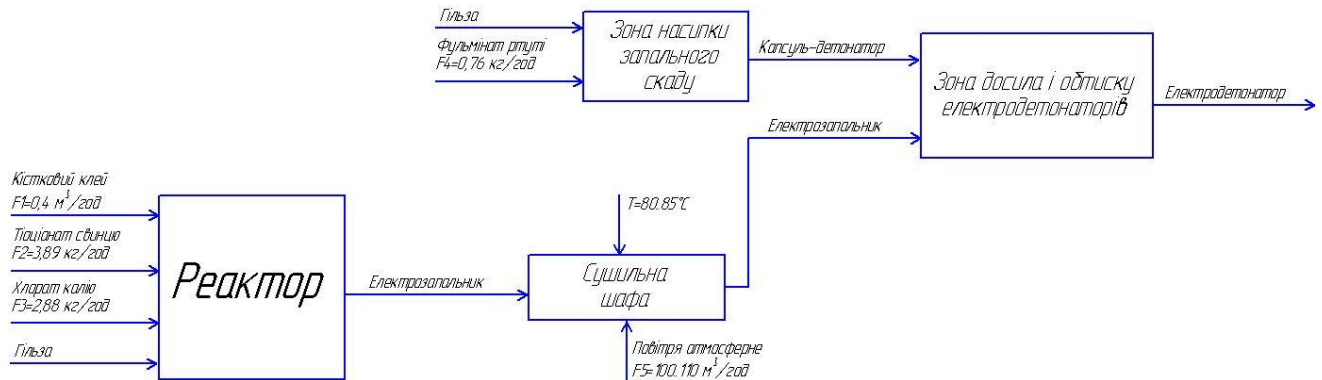 Гільза
Фульмінат ртуті
F4=0,76 кг/год
Зона насипки
запального
скаду
Капсуль-детонатор
Зона досила і обтиску
електродетонаторів
Електродетонатор
Електрозапальник
Кістковий клей
F1=0,4 м³/год
Тіаціонат свинцю
F2=3,89 кг/год
Хлорат калію
F3=2,88 кг/год
Гільза
Реактор
Електрозапальник
T=80..85°C
Сушильна
шафа
Повітря атмосферне
F5=100..110 м³/год